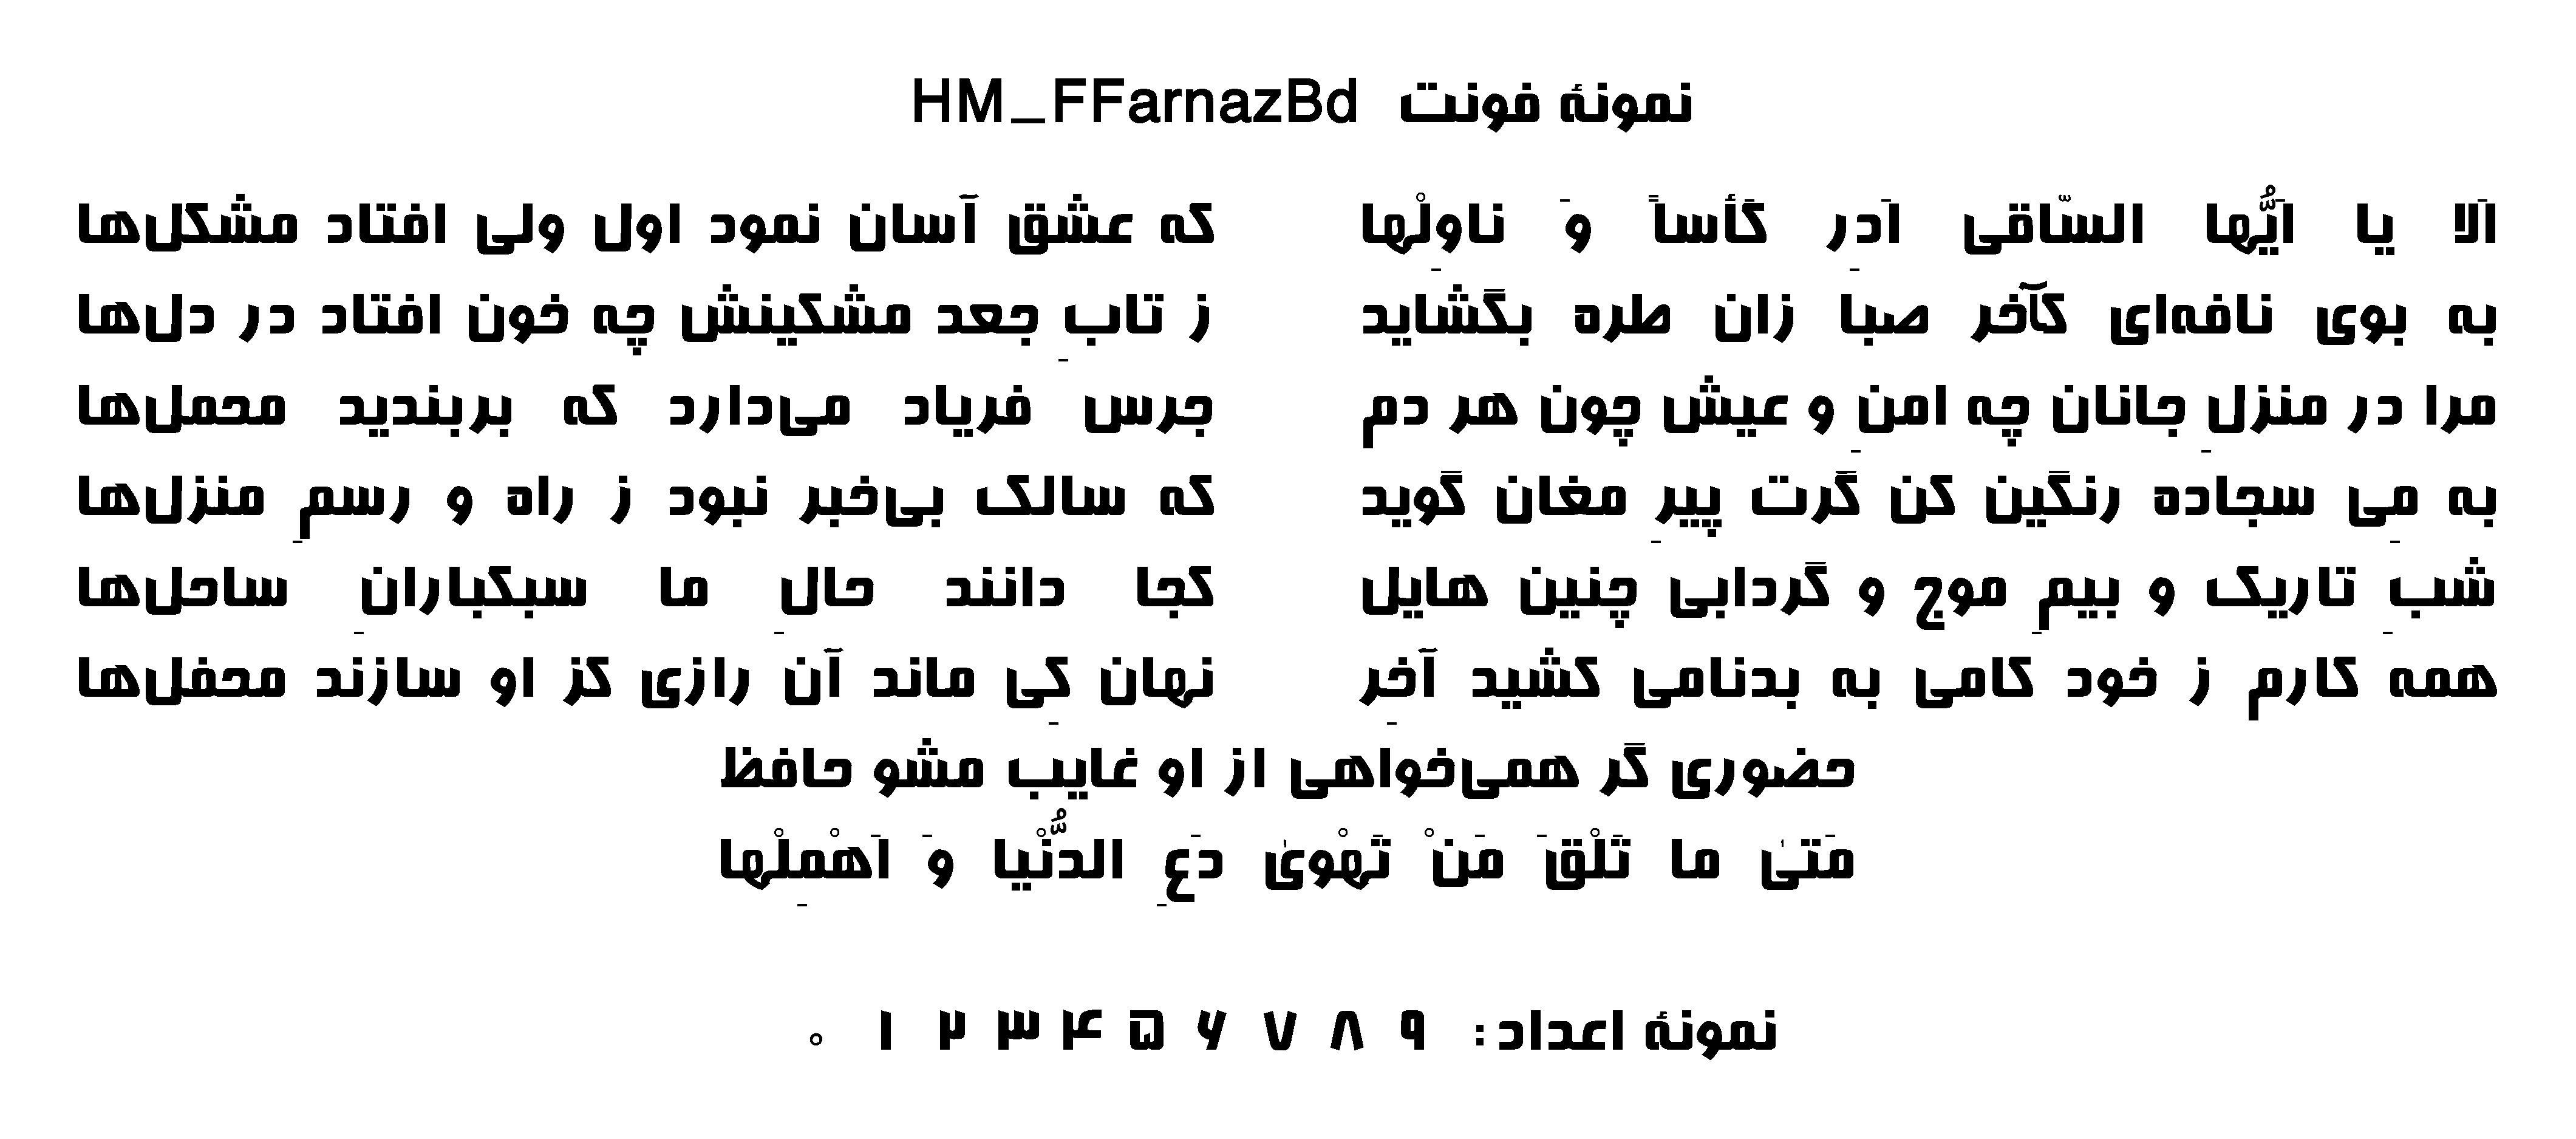 نمونهٔ فونت HM_FFarnazBd
اَلا یا اَیُّها السّاقی اَدِر کَأساً وَ ناوِلْها که عشق آسان نمود اول ولی افتاد مشکل‌ها
به بوی نافه‌ای کآخر صبا زان طره بگشاید ز تابِ جعد مشکینش چه خون افتاد در دل‌ها
مرا در منزلِ جانان چه امنِ و عیش چون هر دم جرس فریاد می‌دارد که بربندید محمل‌ها
به مِی سجاده رنگین کن گرت پیرِ مغان گوید که سالک بی‌خبر نبود ز راه و رسمِ منزل‌ها
شبِ تاریک و بیمِ موج و گردابی چنین هایل کجا دانند حالِ ما سبکبارانِ ساحل‌ها
همه کارم ز خود کامی به بدنامی کشید آخِر نهان کِی ماند آن رازی کز او سازند محفل‌ها
حضوری گر همی‌خواهی از او غایب مشو حافظ
مَتیٰ ما تَلْقَ مَنْ تَهْویٰ دَعِ الدُّنْیا وَ اَهْمِلْها
نمونهٔ اعداد: ۹ ۸ ۷ ۶ ۵ ۴ ۳ ۲ ۱ ۰